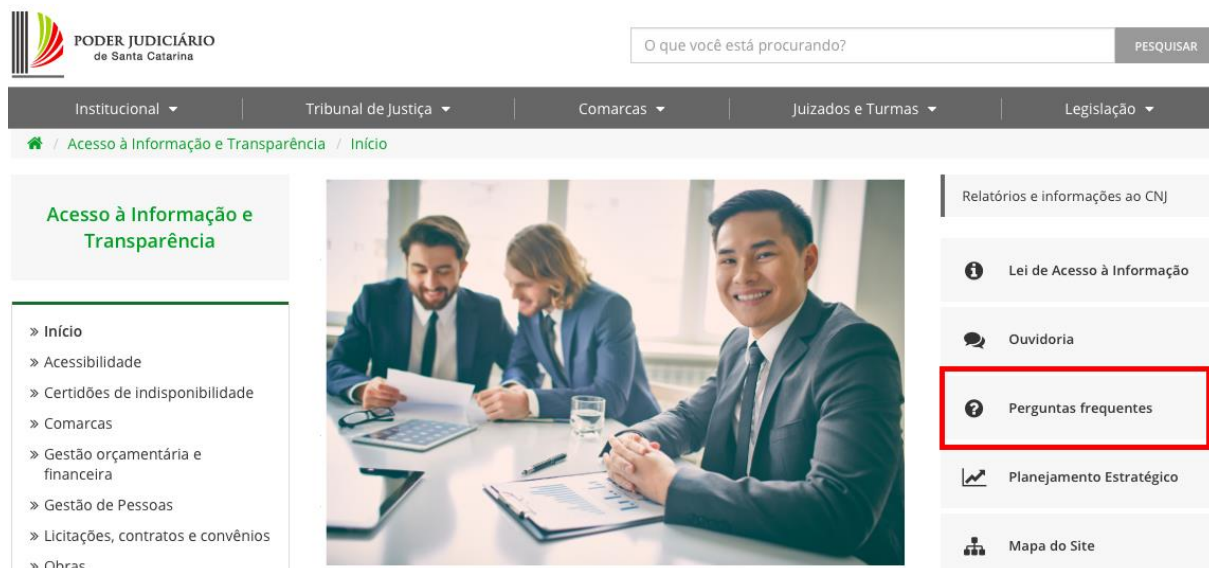 PODER JUDICIÁRIO
de Santa Catarina
O que você está procurando?
PESQUISAR
Institucional
Tribunal de Justiça
Comarcas
Juizados e Turmas
Legislação
/ Acesso à Informação e Transparência / Início
Acesso à Informação e
Transparência
» Início
» Acessibilidade
» Certidões de indisponibilidade
» Comarcas
» Gestão orçamentária e
financeira
» Gestão de Pessoas
» Licitações, contratos e convênios
» Obras
Relatórios e informações ao CNJ
Lei de Acesso à Informação
Ouvidoria
Perguntas frequentes
Planejamento Estratégico
Mapa do Site